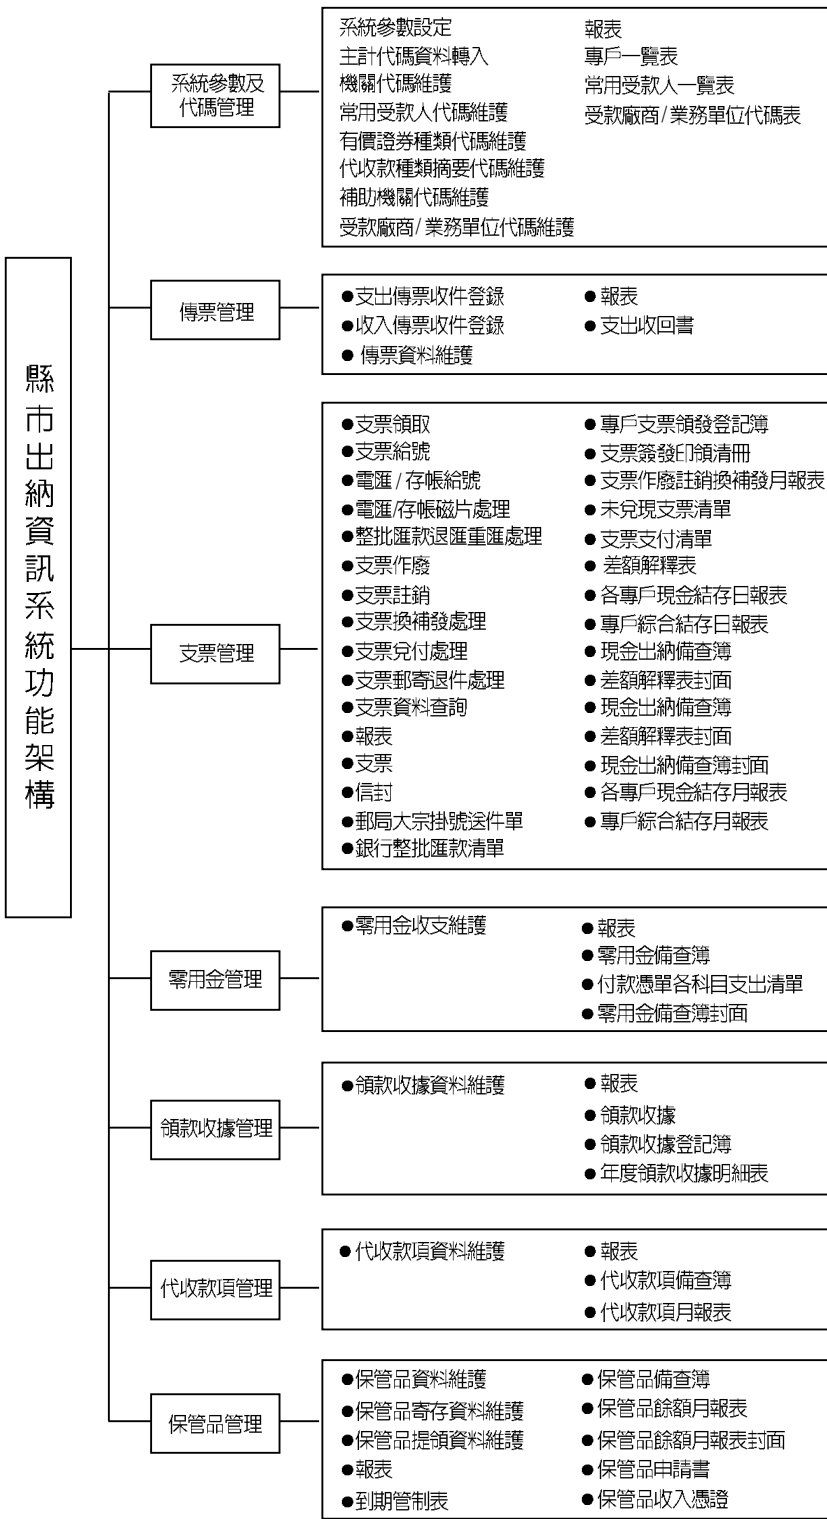 縣市出納資訊系統功能架構
系統參數及
代碼管理
系統參數設定
主計代碼資料轉入
機關代碼維護
常用受款人代碼維護
有價證券種類代碼維護
代收款種類摘要代碼維護
補助機關代碼維護
受款廠商/業務單位代碼維護
報表
專戶一覽表
常用受款人一覽表
受款廠商/業務單位代碼表
傳票管理
●支出傳票收件登錄
●收入傳票收件登錄
●傳票資料維護
●報表
●支出收回書
支票管理
●支票領取
●支票給號
●電匯/存帳給號
●電匯/存帳磁片處理
●整批匯款退匯重匯處理
●支票作廢
●支票註銷
●支票換補發處理
●支票兌付處理
●支票郵寄退件處理
●支票資料查詢
●報表
●支票
●信封
●郵局大宗掛號送件單
●銀行整批匯款清單
●專戶支票領發登記簿
●支票簽發印領清冊
●支票作廢註銷換補發月報表
●未兌現支票清單
●支票支付清單
●差額解釋表
●各專戶現金結存日報表
●專戶綜合結存日報表
●現金出納備查簿
●差額解釋表封面
●現金出納備查簿
●差額解釋表封面
●現金出納備查簿封面
●各專戶現金結存月報表
●專戶綜合結存月報表
零用金管理
●零用金收支維護
●報表
●零用金備查簿
●付款憑單各科目支出清單
●零用金備查簿封面
領款收據管理
●領款收據資料維護
●報表
●領款收據
●領款收據登記簿
●年度領款收據明細表
代收款項管理
●代收款項資料維護
●報表
●代收款項備查簿
●代收款項月報表
保管品管理
●保管品資料維護
●保管品寄存資料維護
●保管品提領資料維護
●報表
●到期管制表
●保管品備查簿
●保管品餘額月報表
●保管品餘額月報表封面
●保管品申請書
●保管品收入憑證